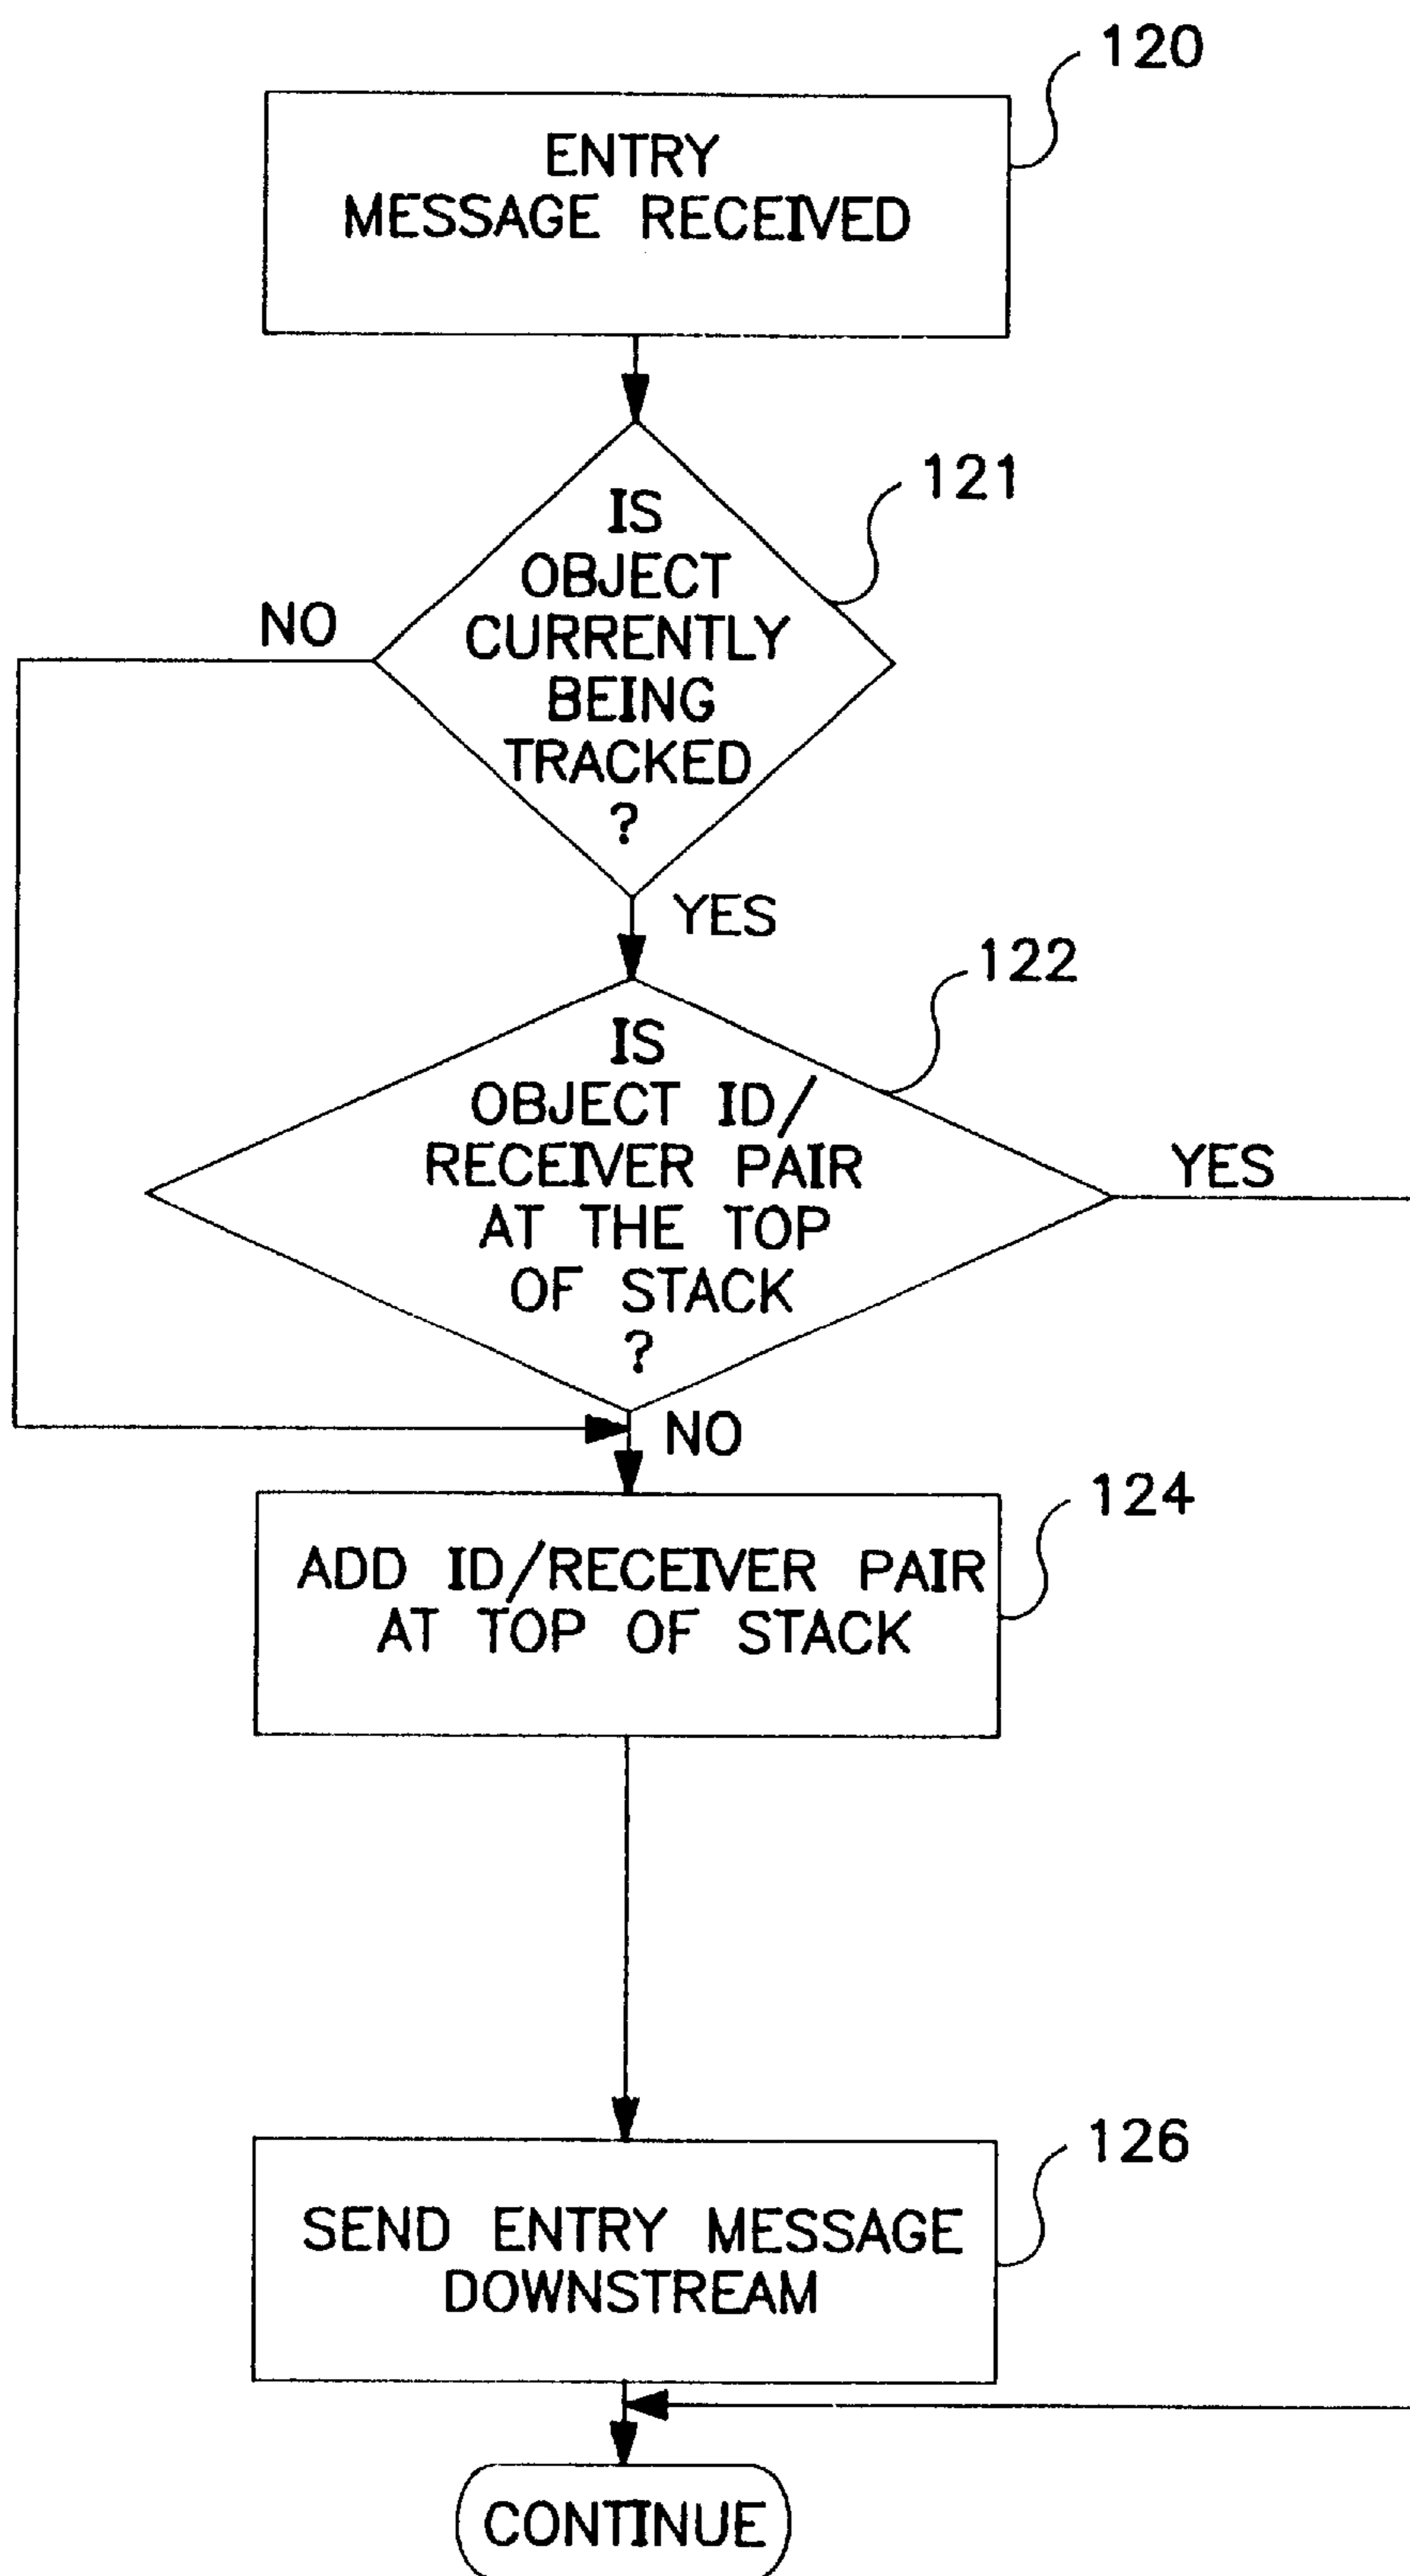 120
ENTRY
MESSAGE RECEIVED
121
IS
OBJECT
CURRENTLY
BEING
TRACKED
?
NO
YES
122
IS
OBJECT ID/
RECEIVER PAIR
AT THE TOP
OF STACK
?
YES
NO
124
ADD ID/RECEIVER PAIR
AT TOP OF STACK
126
SEND ENTRY MESSAGE
DOWNSTREAM
CONTINUE